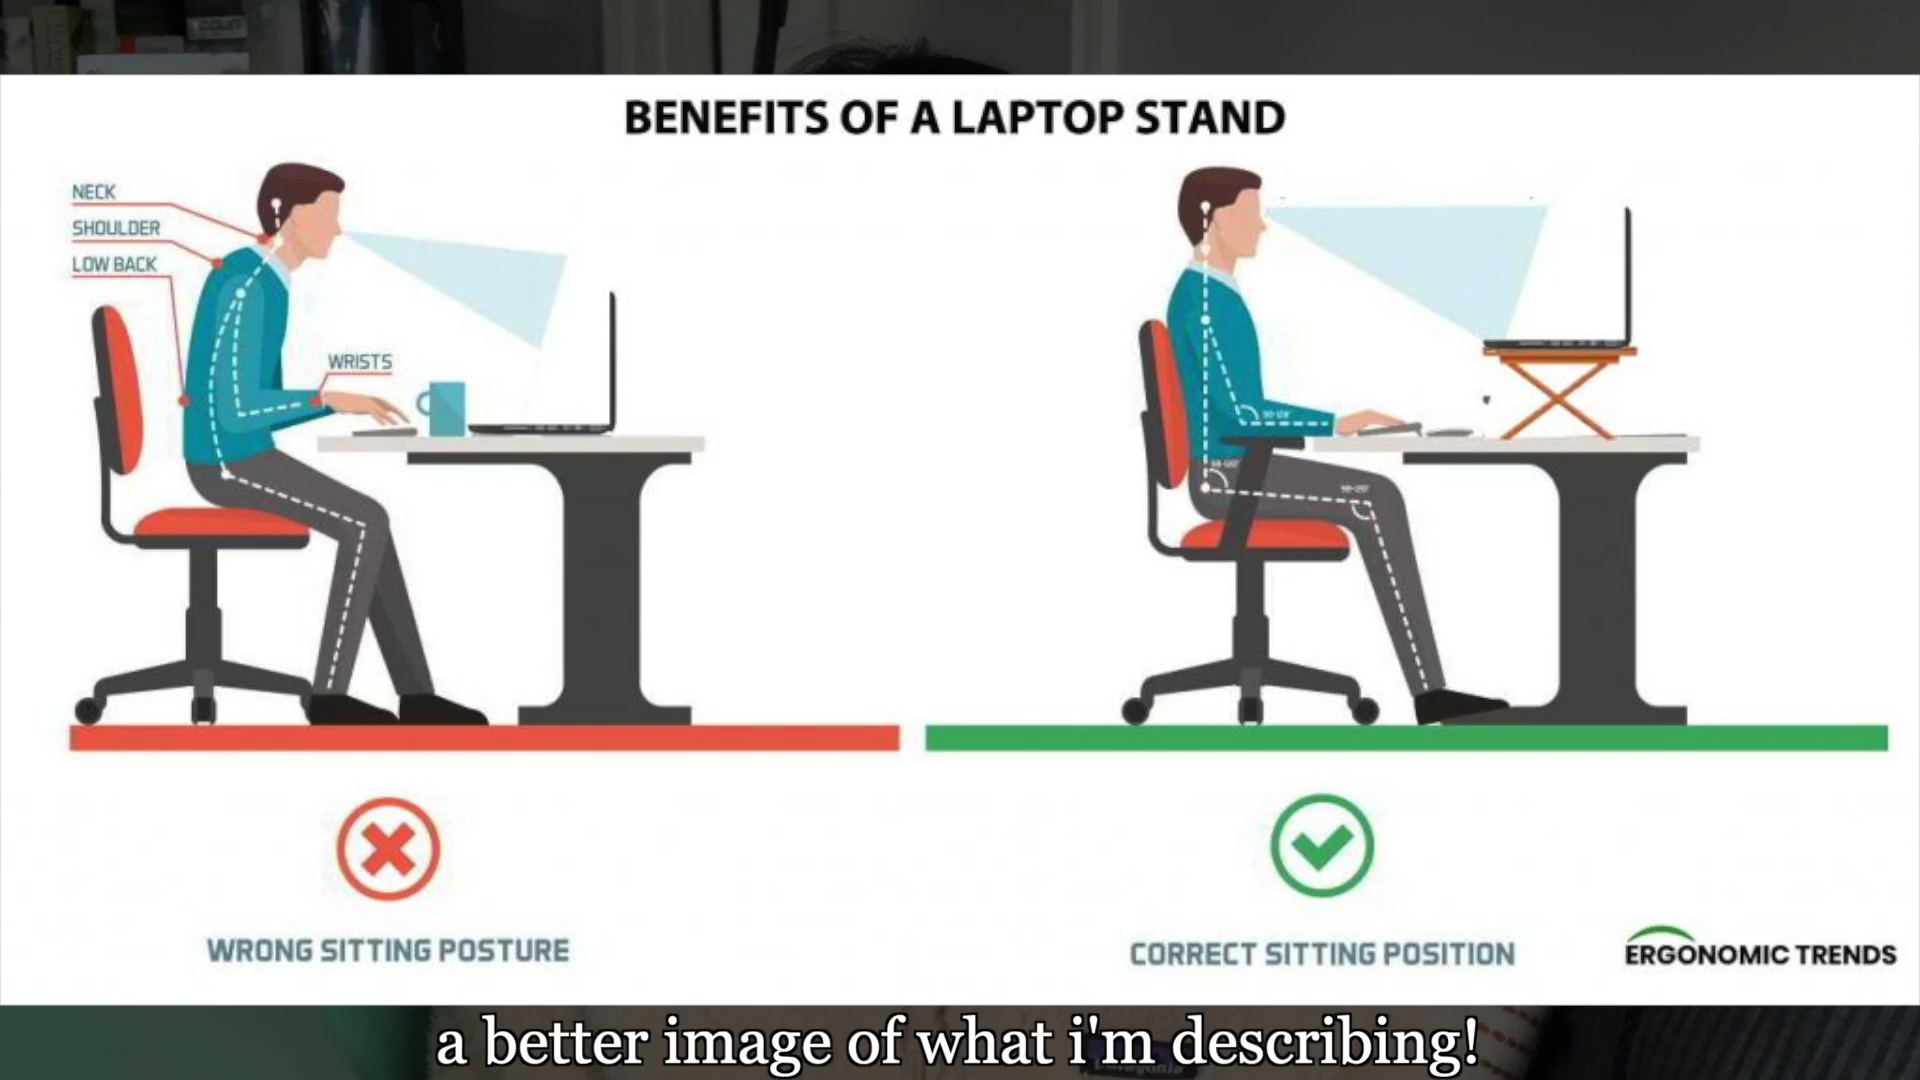 BENEFITS OF A LAPTOP STAND
NECK
SHOULDER
LOW BACK
WRISTS
WRONG SITTING POSTURE
CORRECT SITTING POSITION
ERGONOMIC TRENDS
a better image of what i'm describing!